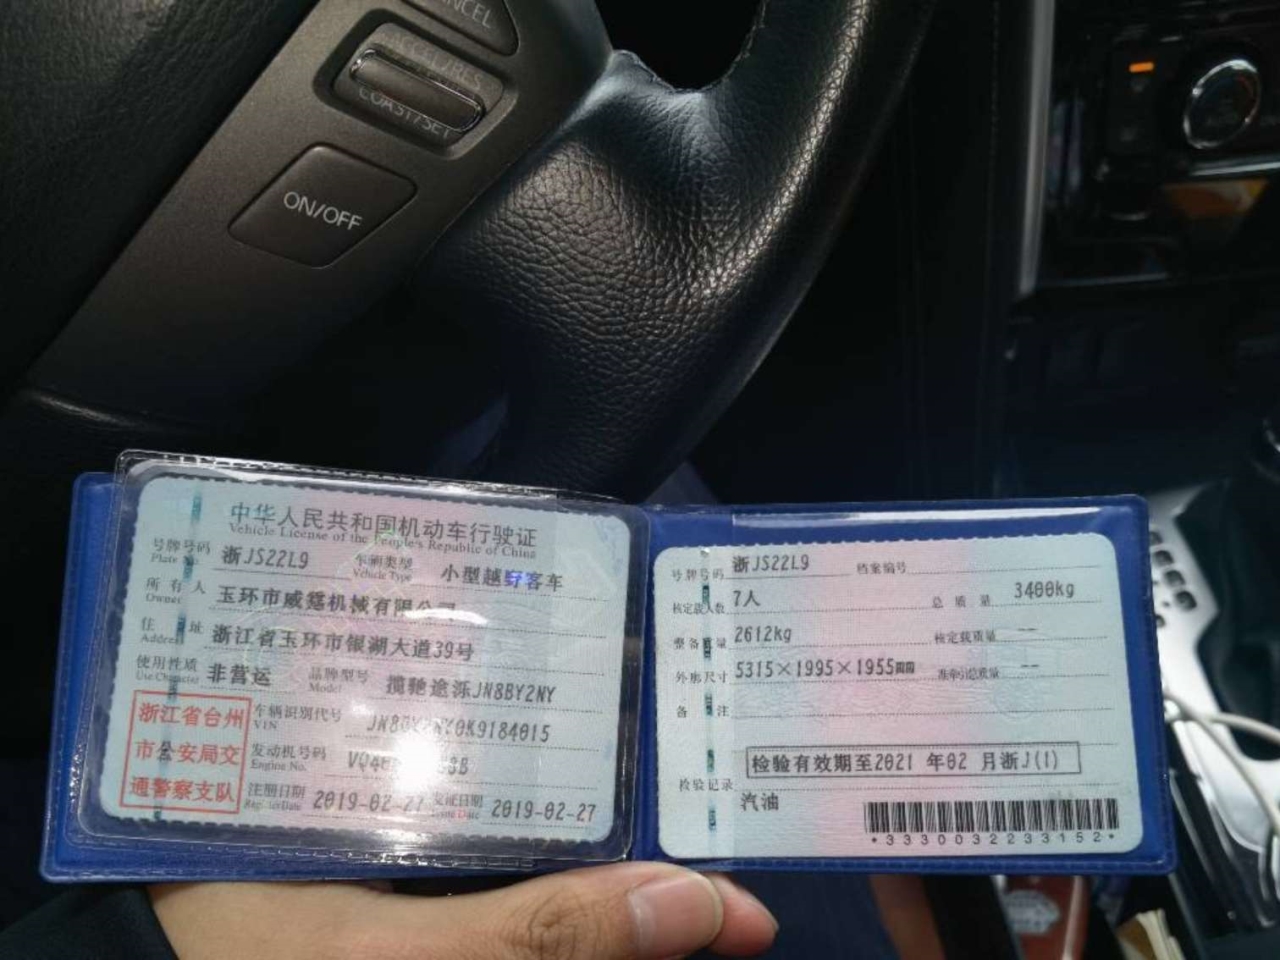 CANCEL
ACCEL/RES
COAST/SET
ON/OFF
中华人民共和国机动车行驶证
Vehicle License of the People's Republic of China
号牌号码 浙JS22L9 车辆类型 小型越野客车
Plate No. Vehicle Type
所有人 玉环市威筵机械有限公司
Owner
住址 浙江省玉环市银湖大道39号
Address
使用性质 非营运 品牌型号 揽驰途泺JN8BY2NY
Use Character Model
浙江省台州
市公安局交
通警察支队
车辆识别代号
VIN
发动机号码
Engine No.
注册日期 2019-02-27 发证日期 2019-02-27
Register Date Issue Date
号牌号码 浙JS22L9 档案编号
核定载人数 7人 总质量 3400kg
整备质量 2612kg 核定载质量 --
外廓尺寸 5315×1995×1955mm 准牵引总质量 --
备注
检验有效期至2021年02月浙J(1)
检验记录
汽油
*3330032233152*